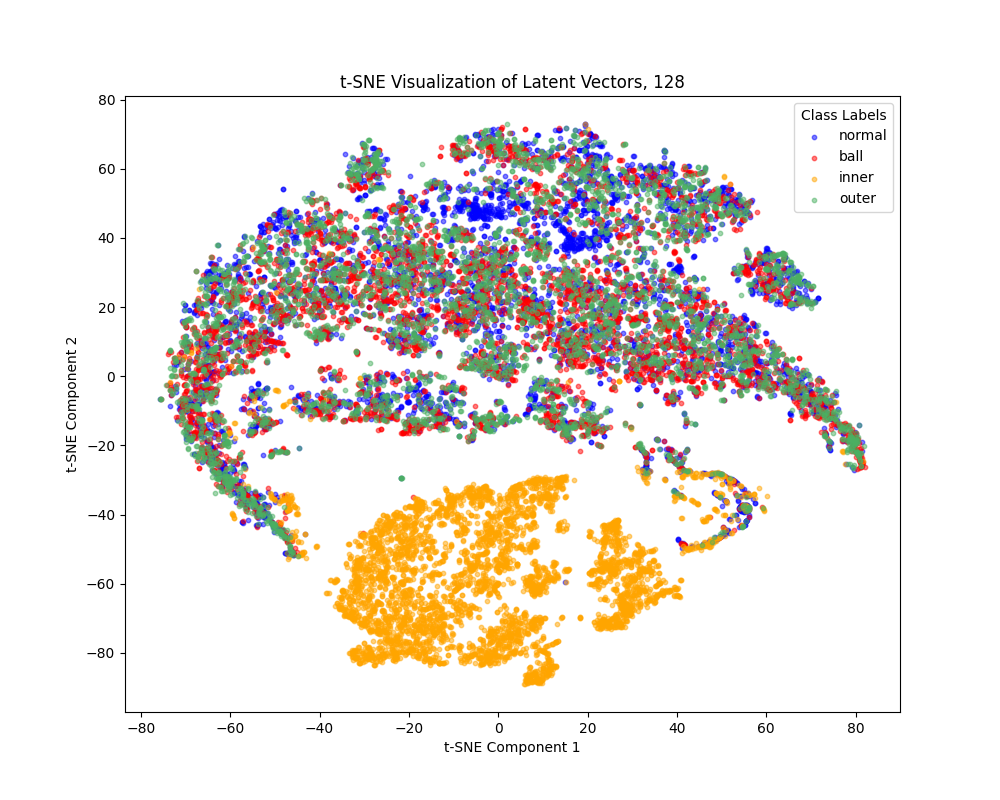 t-SNE Visualization of Latent Vectors, 128
Class Labels
normal
ball
inner
outer
80
60
40
20
0
−20
−40
−60
−80
t-SNE Component 2
−80 −60 −40 −20 0 20 40 60 80
t-SNE Component 1